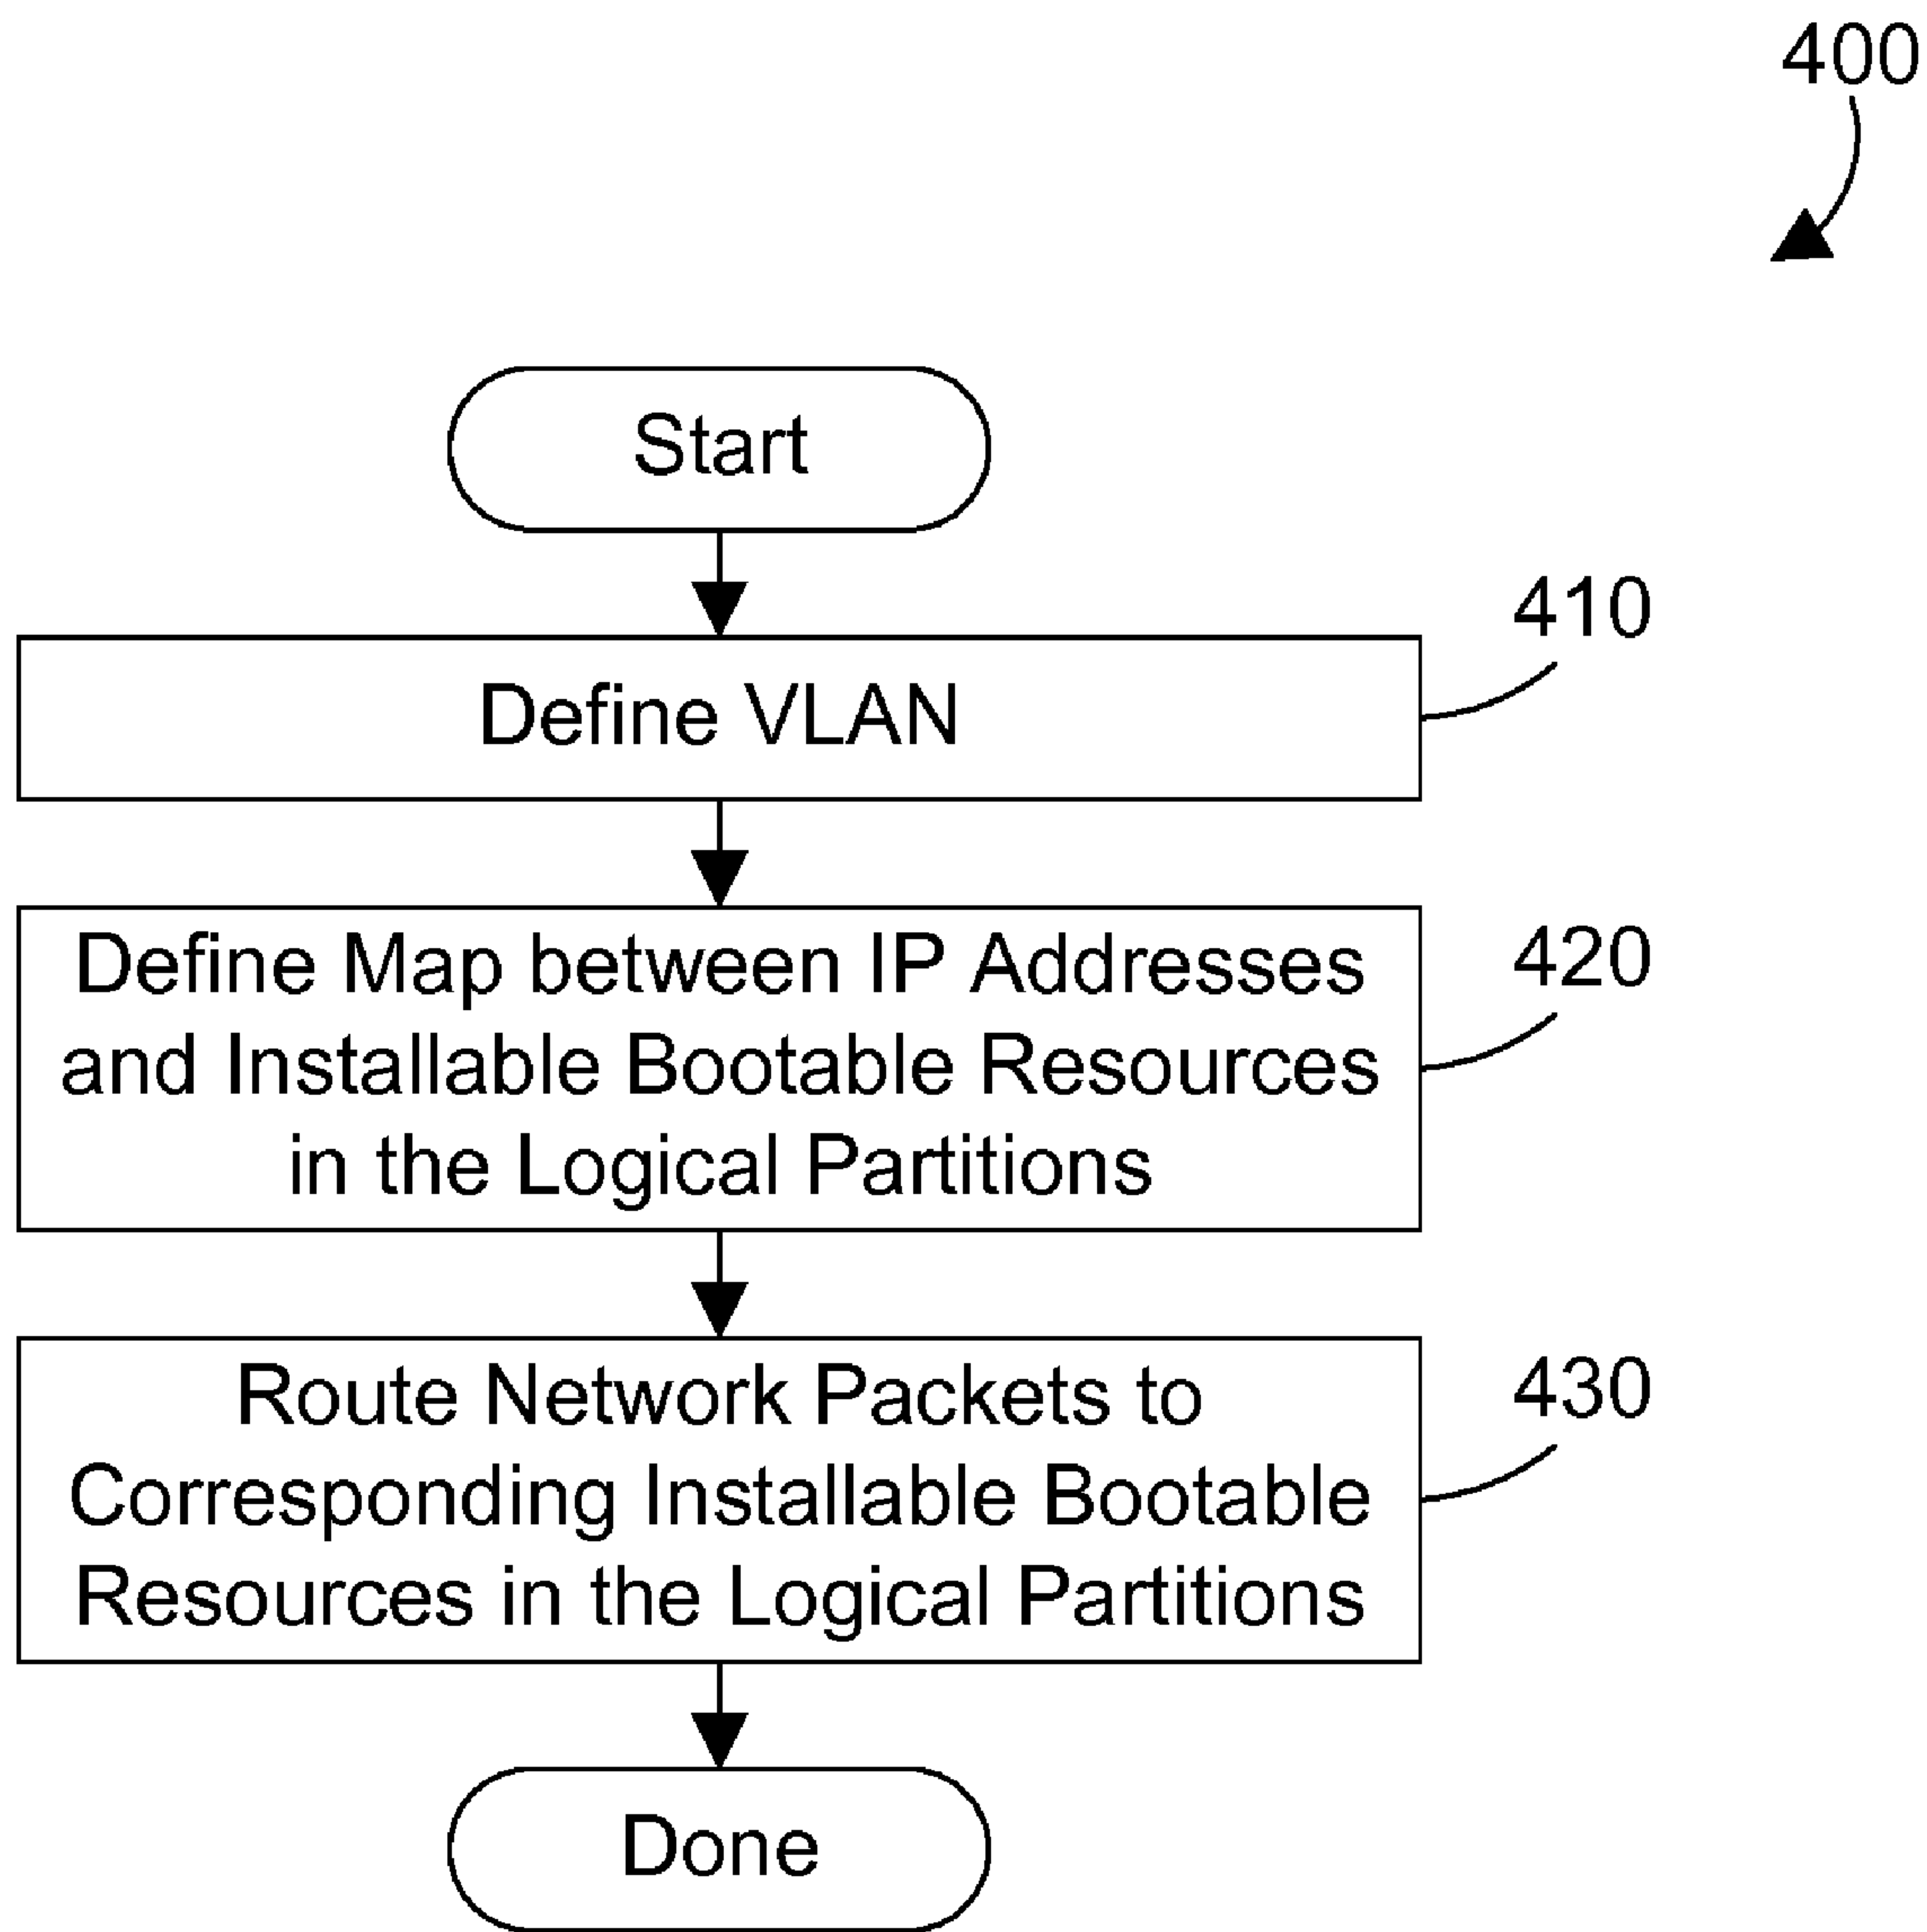 400
Start
410
Define VLAN
420
Define Map between IP Addresses
and Installable Bootable Resources
in the Logical Partitions
430
Route Network Packets to
Corresponding Installable Bootable
Resources in the Logical Partitions
Done